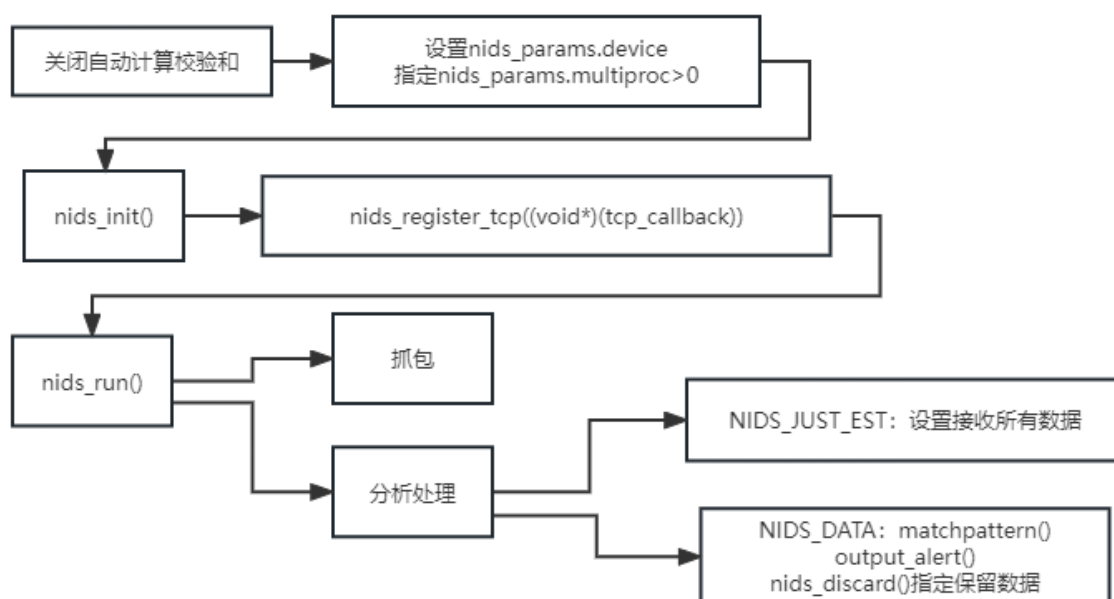 关闭自动计算校验和
设置nids_params.device
指定nids_params.multiproc>0
nids_init()
nids_register_tcp((void*)(tcp_callback))
nids_run()
抓包
分析处理
NIDS_JUST_EST：设置接收所有数据
NIDS_DATA：matchpattern()
output_alert()
nids_discard()指定保留数据